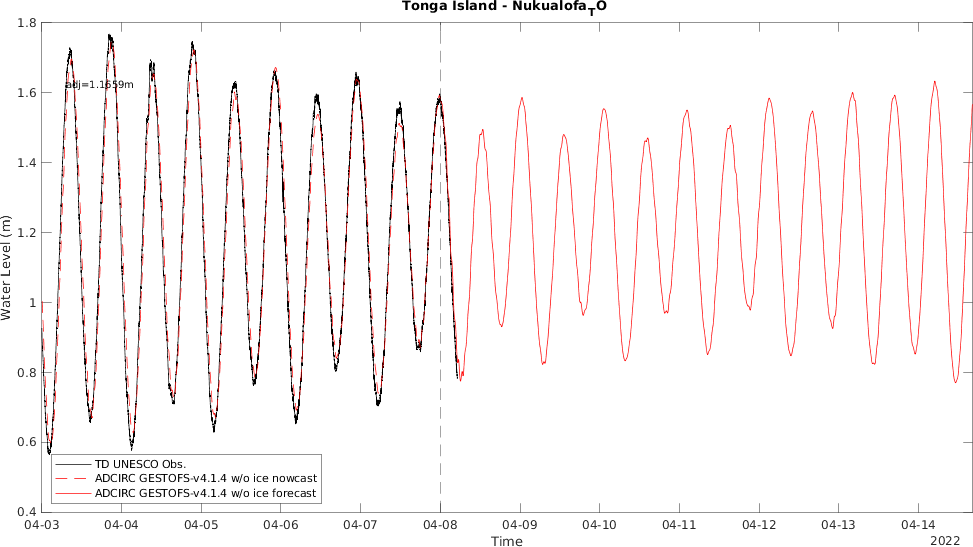 Tonga Island - Nukualofa_TO
1.8
1.6
1.4
1.2
1
0.8
0.6
0.4
Water Level (m)
adj=1.1659m
TD UNESCO Obs.
ADCIRC GESTOFS-v4.1.4 w/o ice nowcast
ADCIRC GESTOFS-v4.1.4 w/o ice forecast
04-03 04-04 04-05 04-06 04-07 04-08 04-09 04-10 04-11 04-12 04-13 04-14
Time
2022